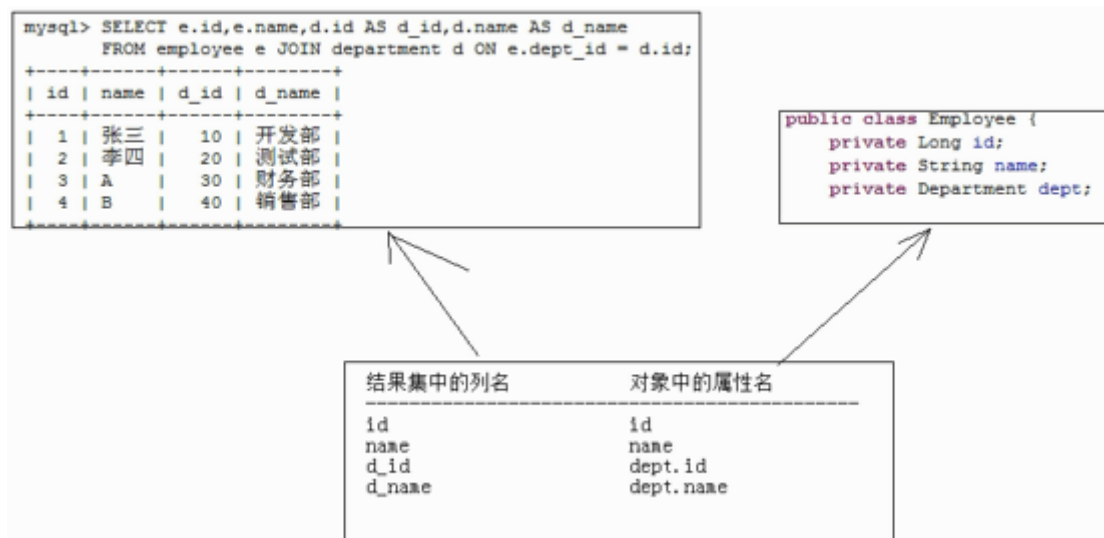 mysql> SELECT e.id,e.name,d.id AS d_id,d.name AS d_name
FROM employee e JOIN department d ON e.dept_id = d.id;
+----+------+------+--------+
| id | name | d_id | d_name |
+----+------+------+--------+
| 1 | 张三 | 10 | 开发部 |
| 2 | 李四 | 20 | 测试部 |
| 3 | A | 30 | 财务部 |
| 4 | B | 40 | 销售部 |
+----+------+------+--------+
public class Employee {
private Long id;
private String name;
private Department dept;
结果集中的列名 对象中的属性名
---------------------------------------------
id id
name name
d_id dept.id
d_name dept.name